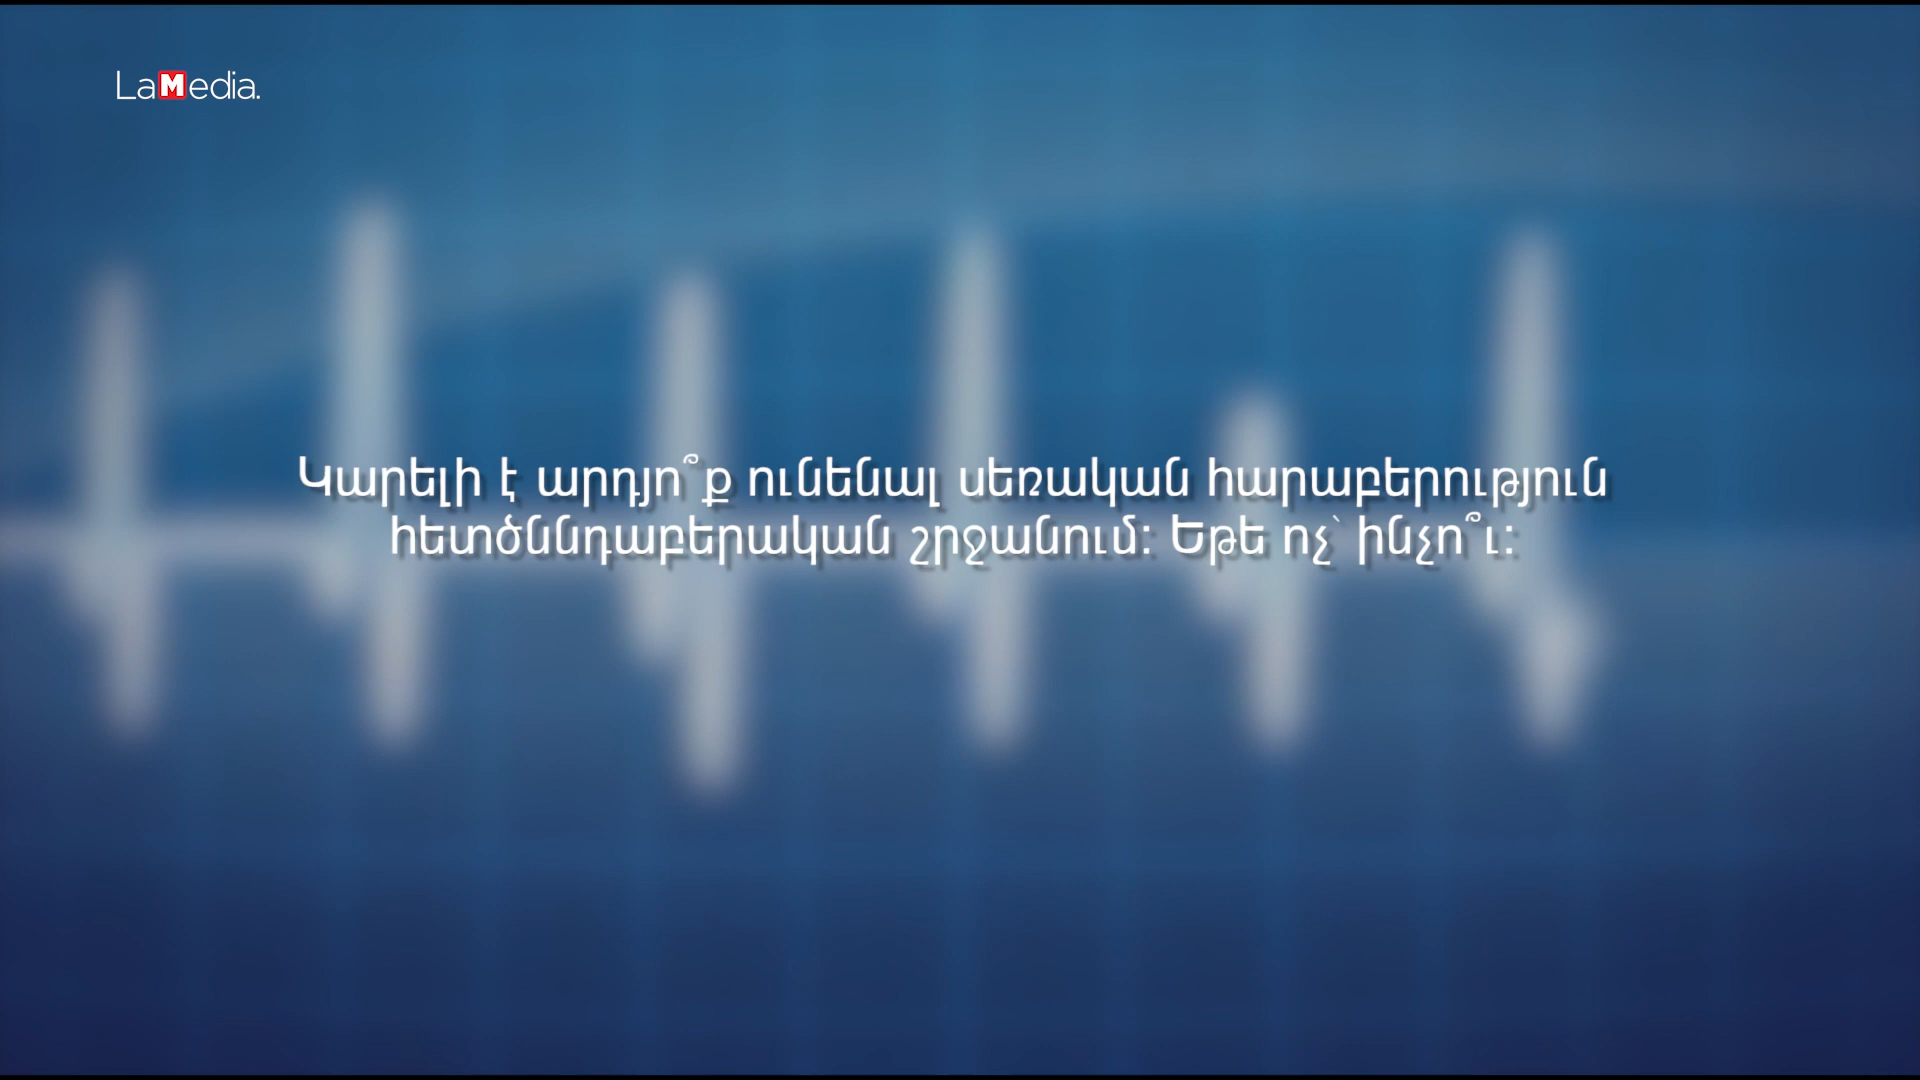 LaMedia.
Կարելի է արդյո՞ք ունենալ սեռական հարաբերություն
հետծննդաբերական շրջանում: Եթե ոչ՝ ինչո՞ւ: